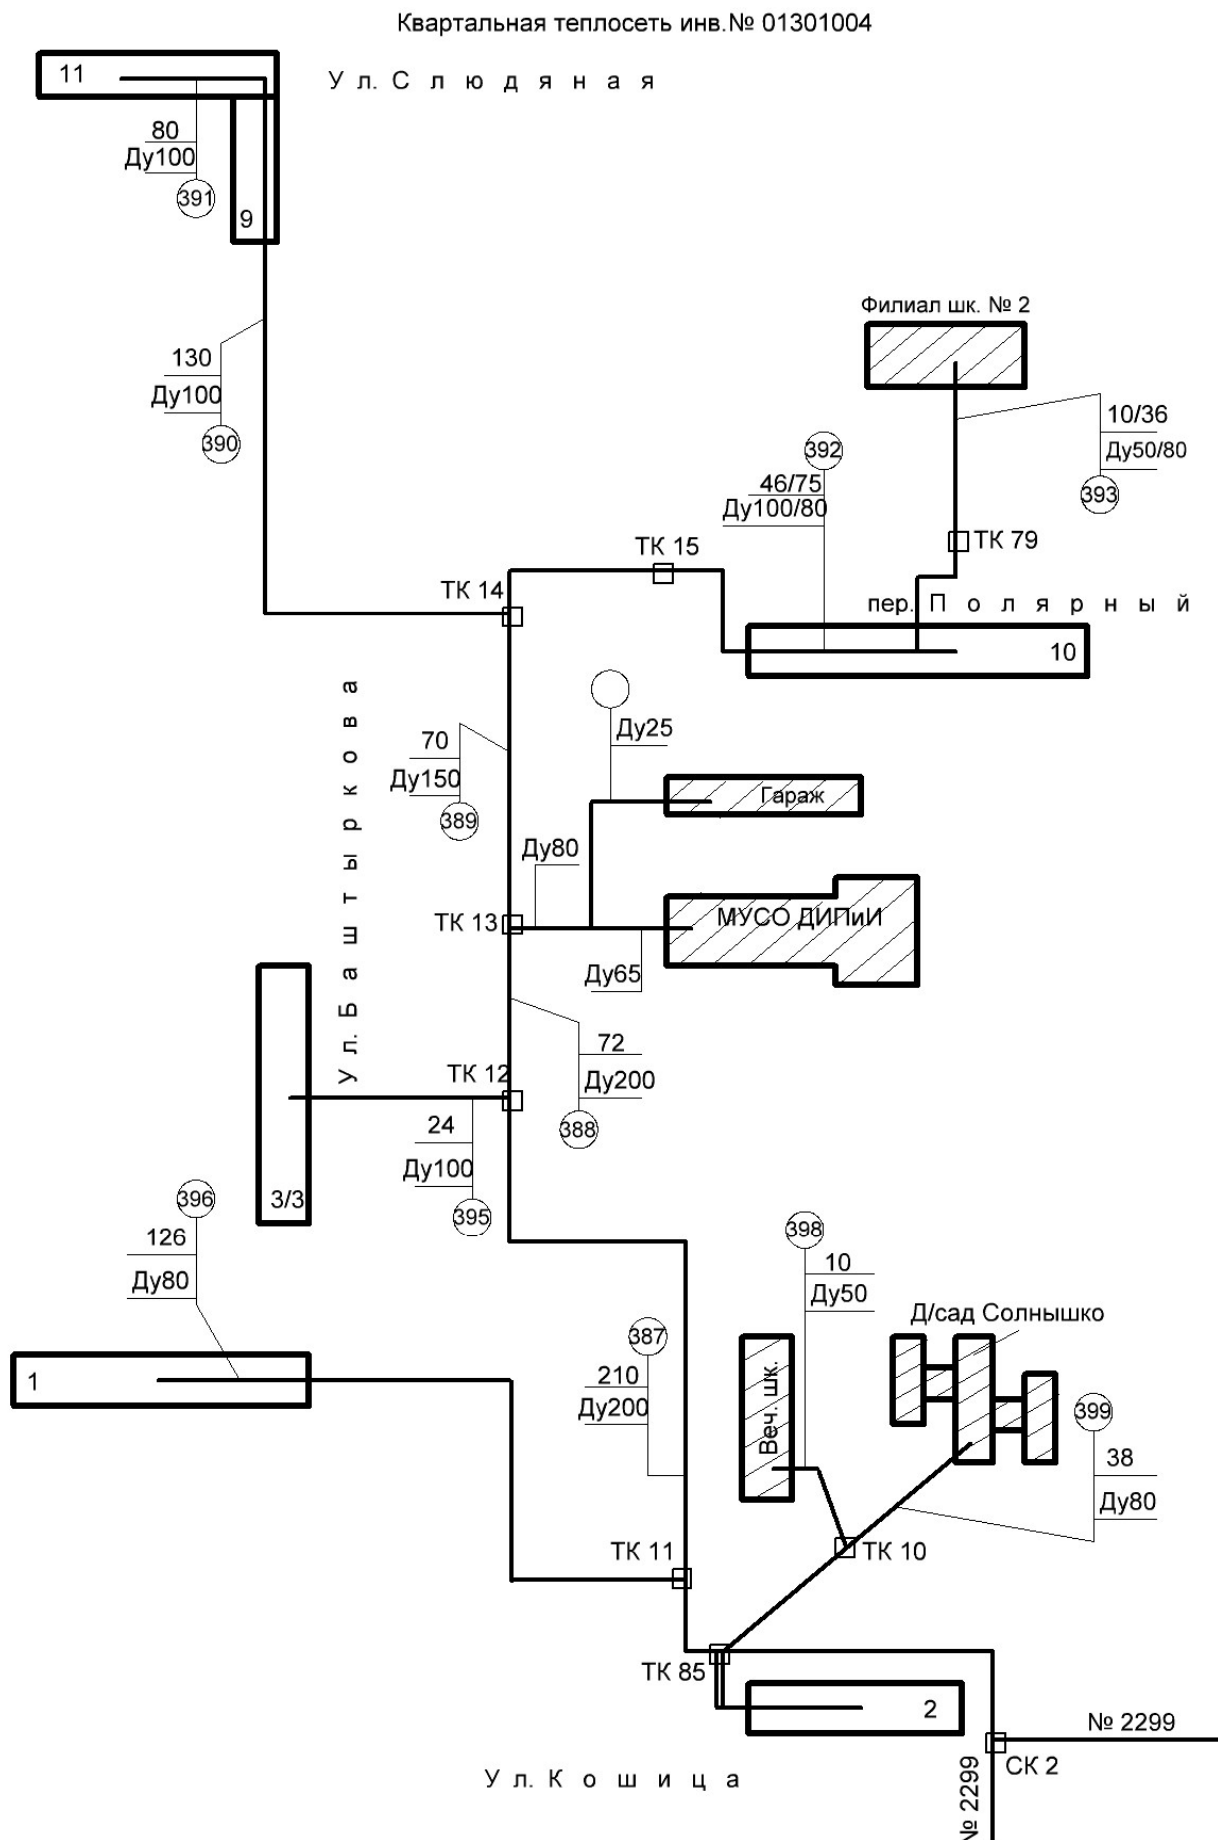 Квартальная теплосеть инв.№ 01301004
11
Ул. Слюдяная
80
Ду100
391
9
Филиал шк. № 2
130
Ду100
390
10/36
Ду50/80
393
392
46/75
Ду100/80
ТК 79
ТК 15
ТК 14
пер. Полярный
10
Ул. Баштыркова
Ду25
70
Ду150
389
Гараж
Ду80
ТК 13
МУСО ДИПиИ
Ду65
72
Ду200
388
ТК 12
24
Ду100
395
3/3
396
126
Ду80
1
398
10
Ду50
Д/сад Солнышко
387
210
Ду200
Веч. шк.
399
38
Ду80
ТК 11
ТК 10
ТК 85
2
№ 2299
СК 2
№ 2299
Ул. Кошица